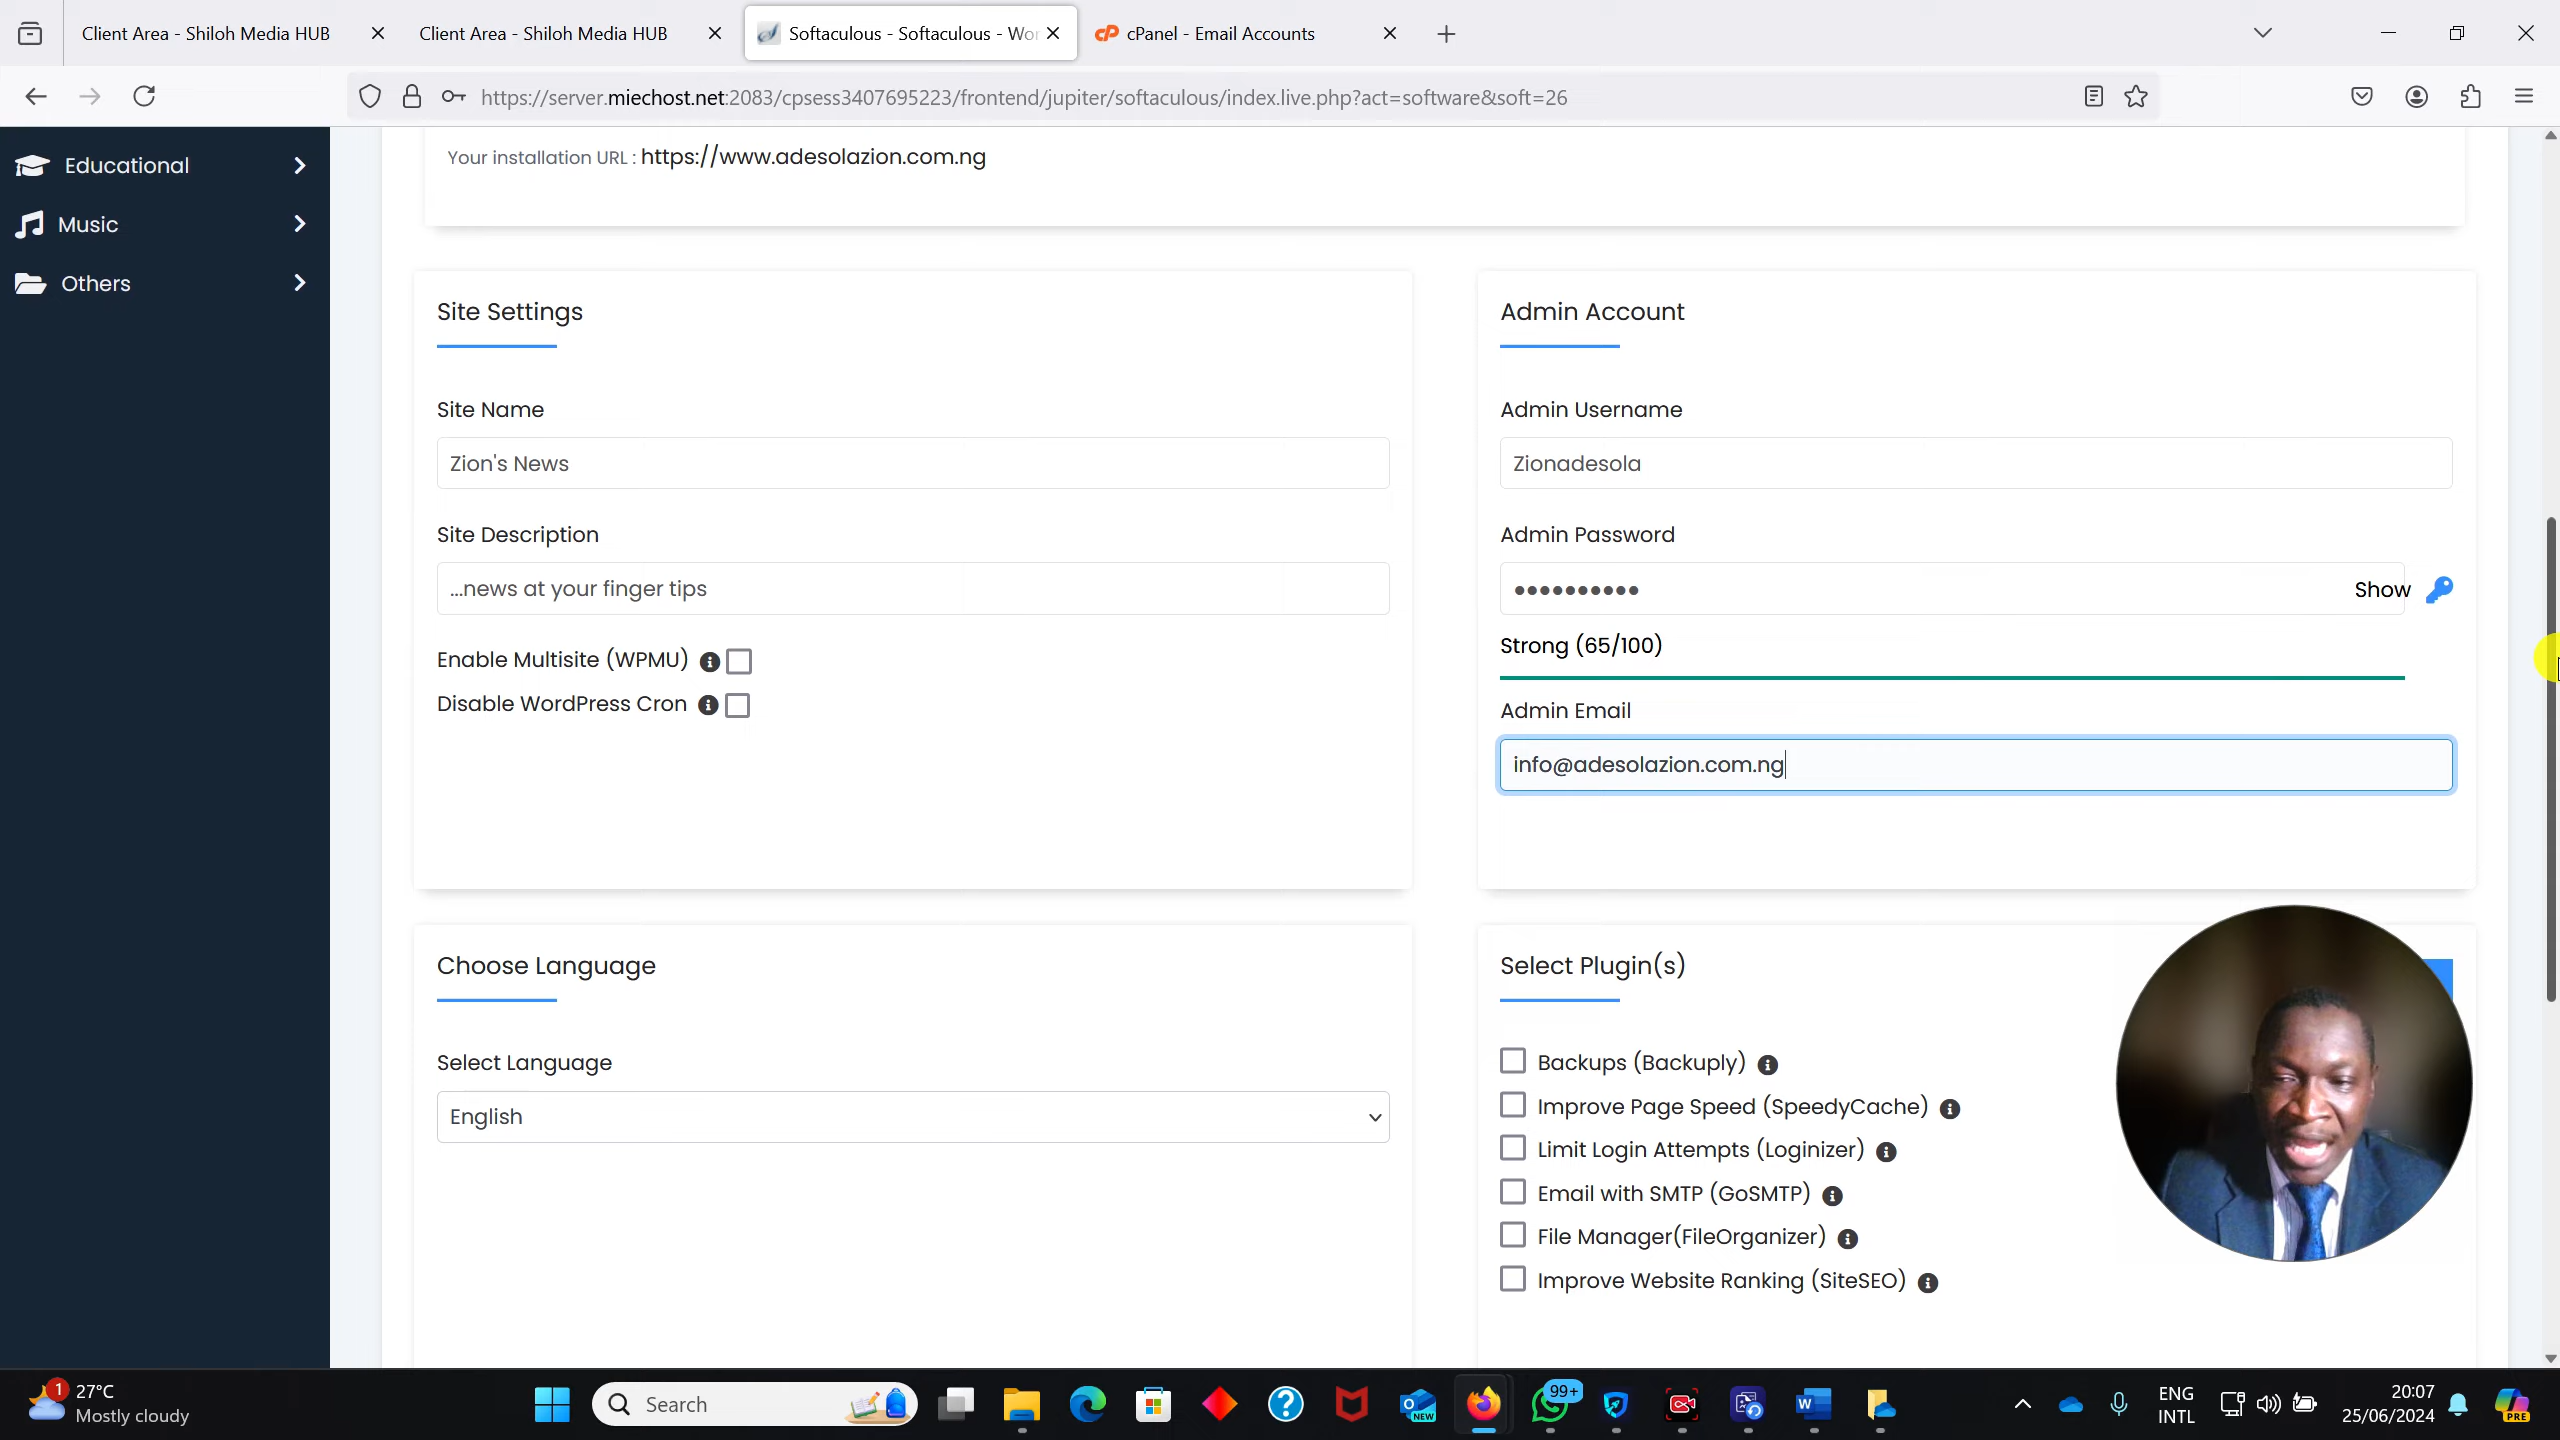 Client Area - Shiloh Media HUB
Client Area - Shiloh Media HUB
Softaculous - Softaculous - Wor
cPanel - Email Accounts
https://server.miechost.net:2083/cpsess3407695223/frontend/jupiter/softaculous/index.live.php?act=software&soft=26
Educational
Music
Others
Your installation URL : https://www.adesolazion.com.ng
Site Settings
Site Name
Zion's News
Site Description
...news at your finger tips
Enable Multisite (WPMU)
Disable WordPress Cron
Admin Account
Admin Username
Zionadesola
Admin Password
Show
Strong (65/100)
Admin Email
info@adesolazion.com.ng
Choose Language
Select Language
English
Select Plugin(s)
Backups (Backuply)
Improve Page Speed (SpeedyCache)
Limit Login Attempts (Loginizer)
Email with SMTP (GoSMTP)
File Manager(FileOrganizer)
Improve Website Ranking (SiteSEO)
1
27°C
Mostly cloudy
Search
NEW
99+
ENG
INTL
20:07
25/06/2024
PRE